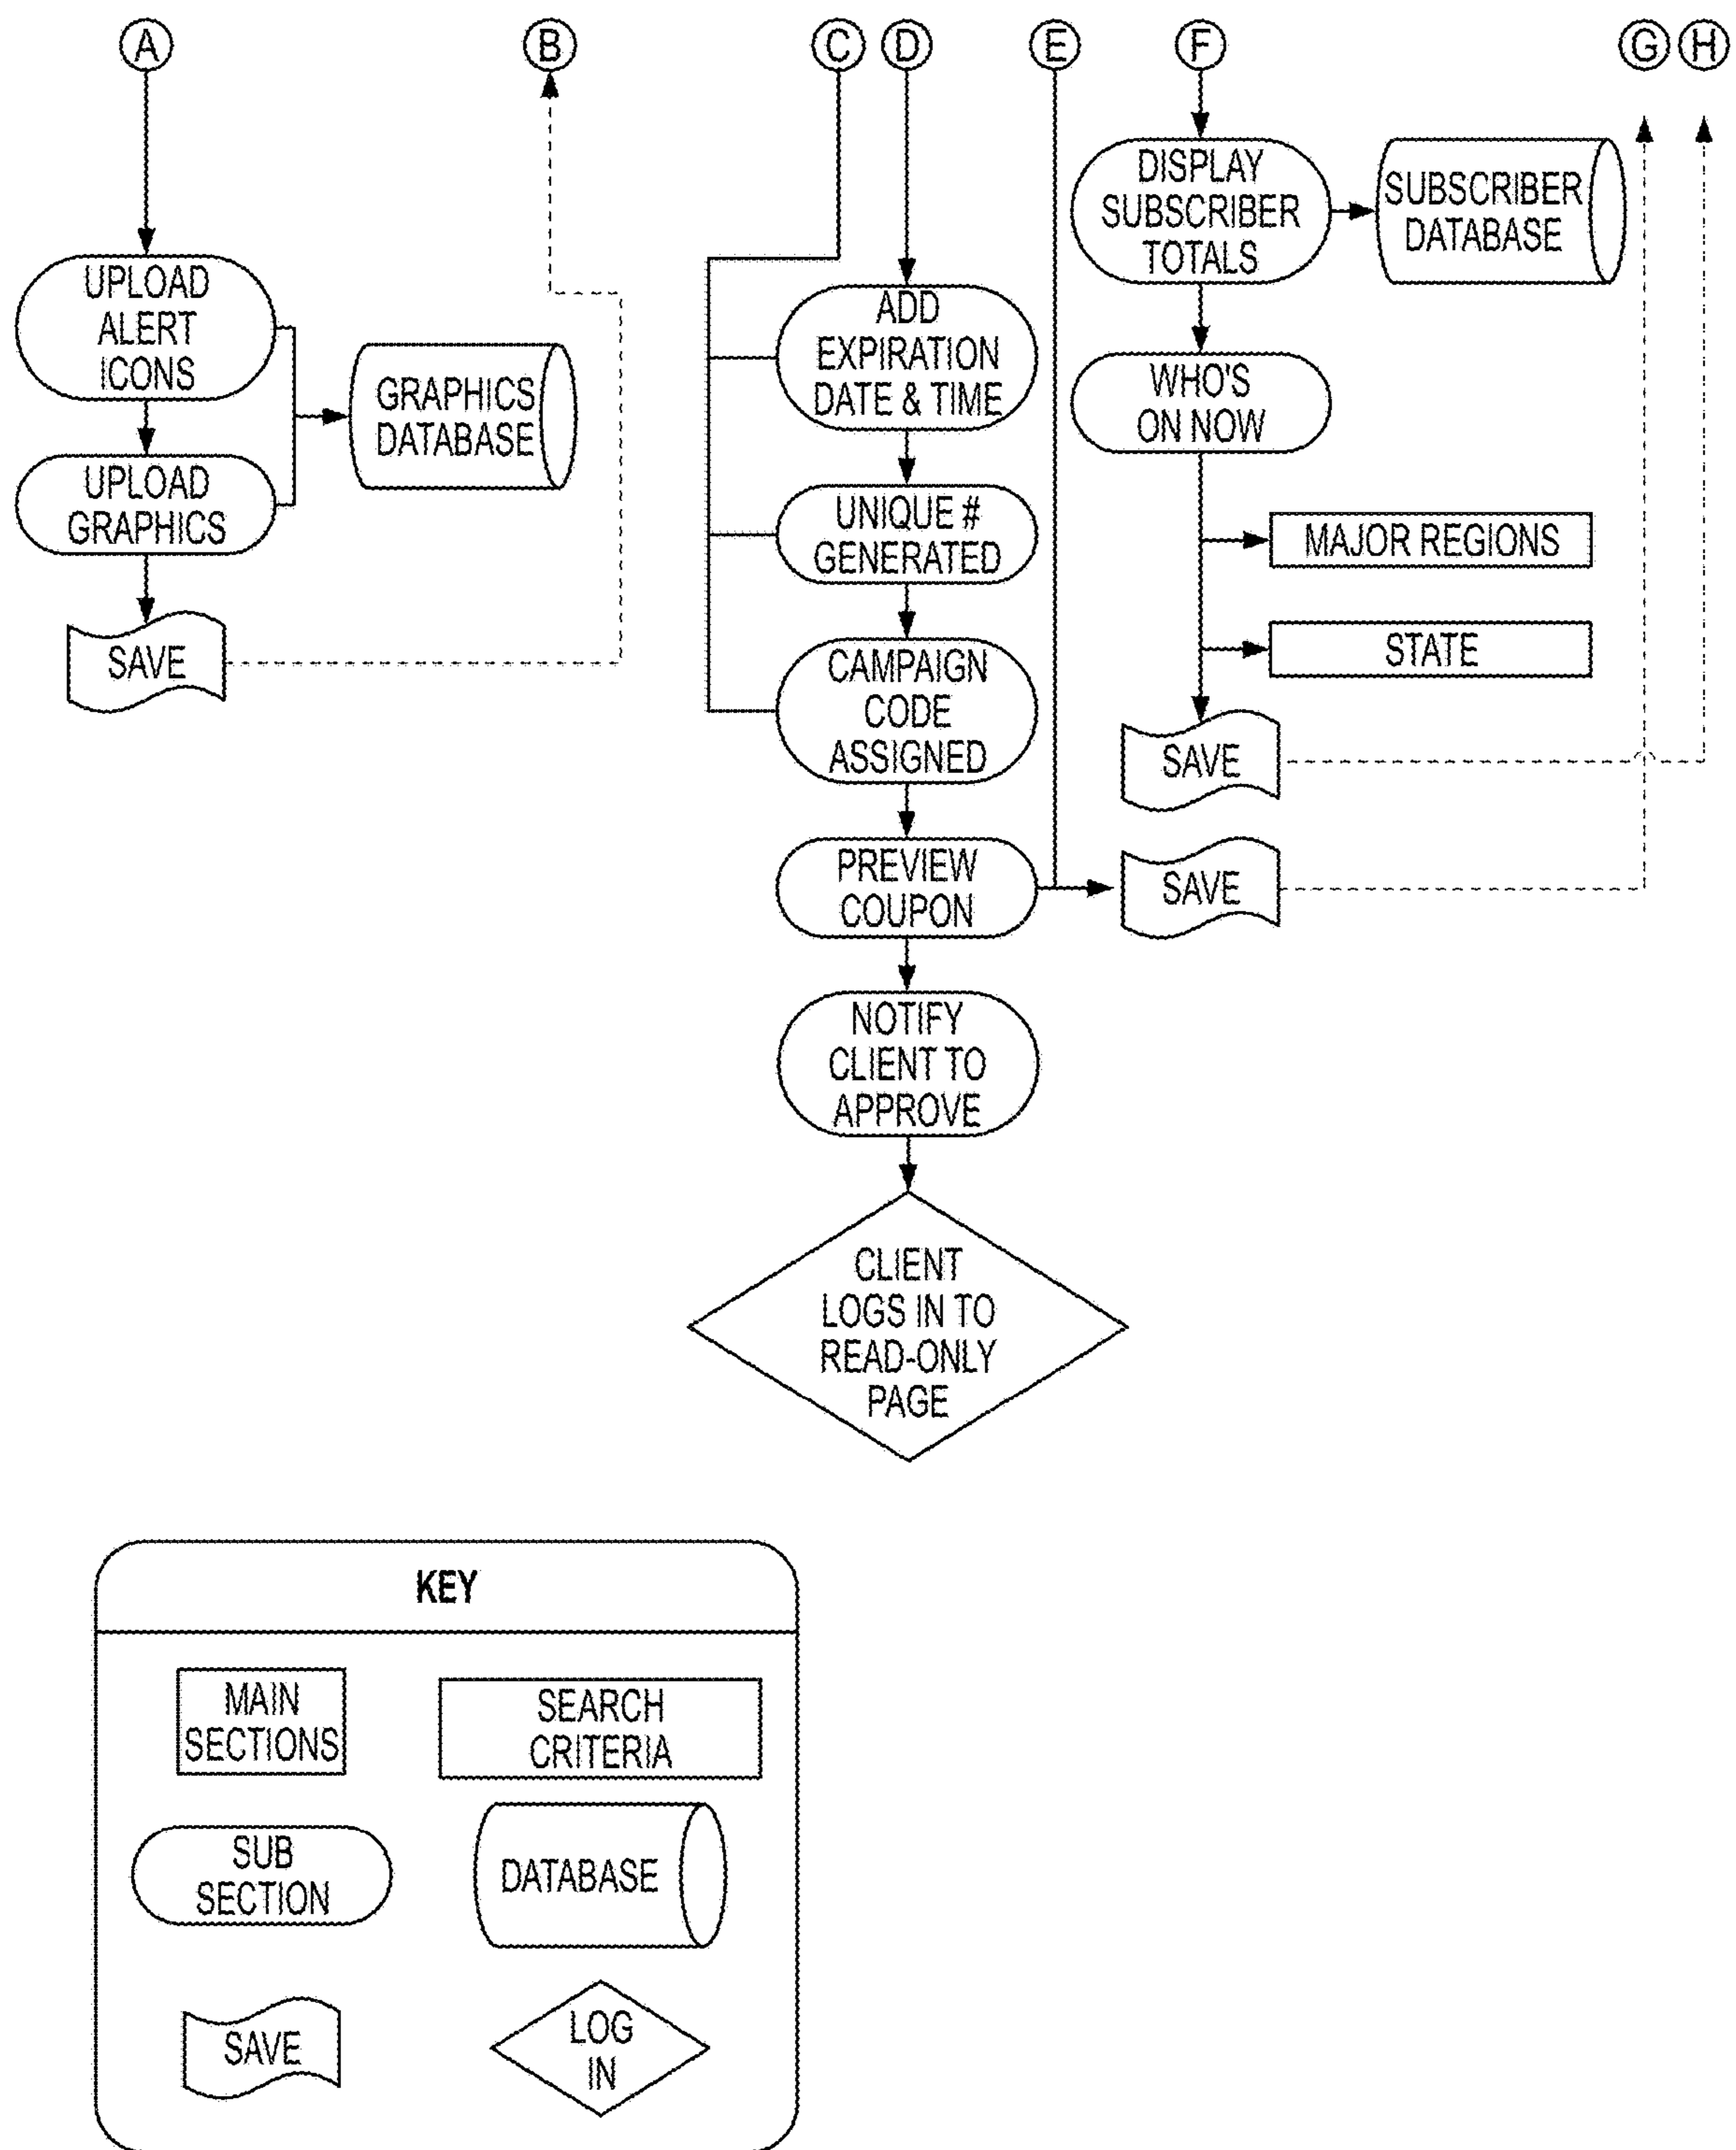 A
B
C
D
E
F
G
H
UPLOAD
ALERT
ICONS
UPLOAD
GRAPHICS
SAVE
GRAPHICS
DATABASE
ADD
EXPIRATION
DATE & TIME
UNIQUE #
GENERATED
CAMPAIGN
CODE
ASSIGNED
PREVIEW
COUPON
NOTIFY
CLIENT TO
APPROVE
CLIENT
LOGS IN TO
READ-ONLY
PAGE
DISPLAY
SUBSCRIBER
TOTALS
SUBSCRIBER
DATABASE
WHO'S
ON NOW
MAJOR REGIONS
STATE
SAVE
SAVE
KEY
MAIN
SECTIONS
SEARCH
CRITERIA
SUB
SECTION
DATABASE
SAVE
LOG
IN